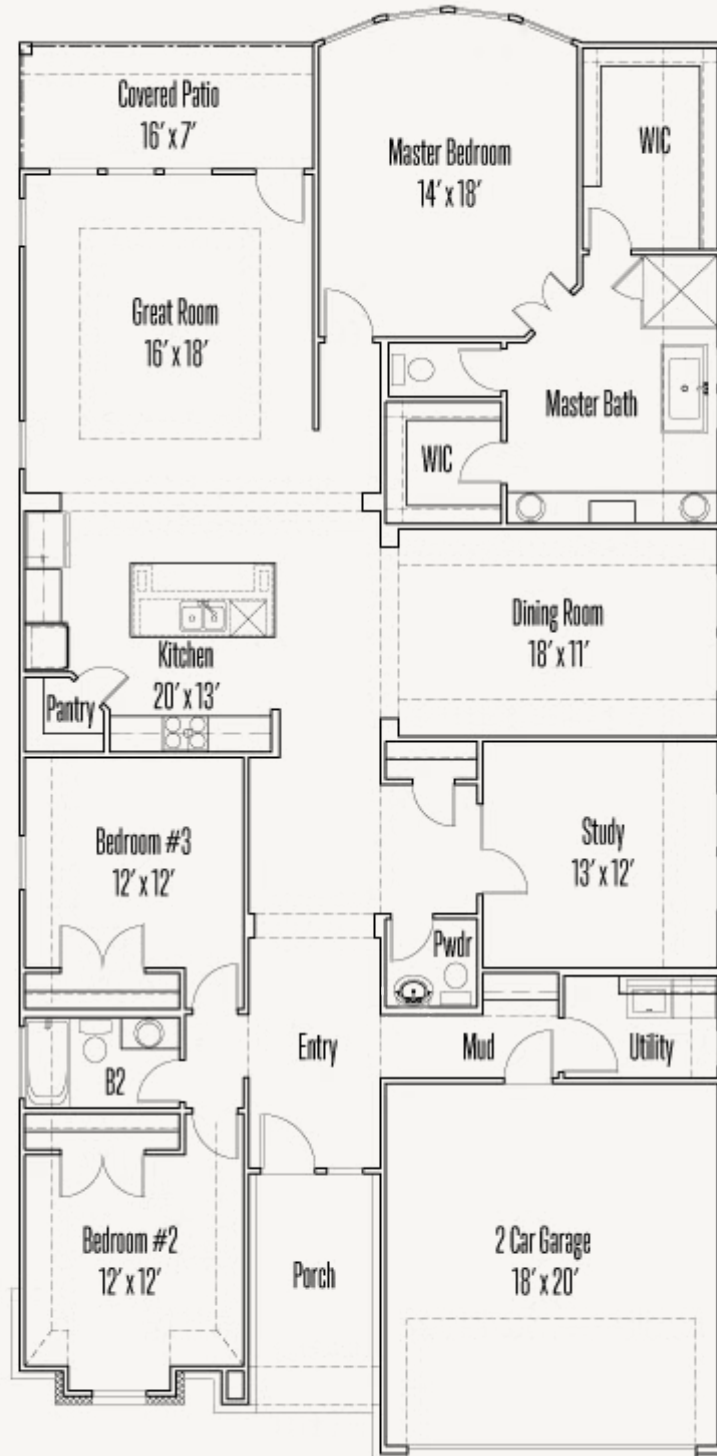 Covered Patio
16' x 7'
Master Bedroom
14' x 18'
WIC
Great Room
16' x 18'
Master Bath
WIC
Dining Room
18' x 11'
Kitchen
20' x 13'
Pantry
Bedroom #3
12' x 12'
Study
13' x 12'
Pwdr
Entry
Mud
Utility
B2
Bedroom #2
12' x 12'
Porch
2 Car Garage
18' x 20'